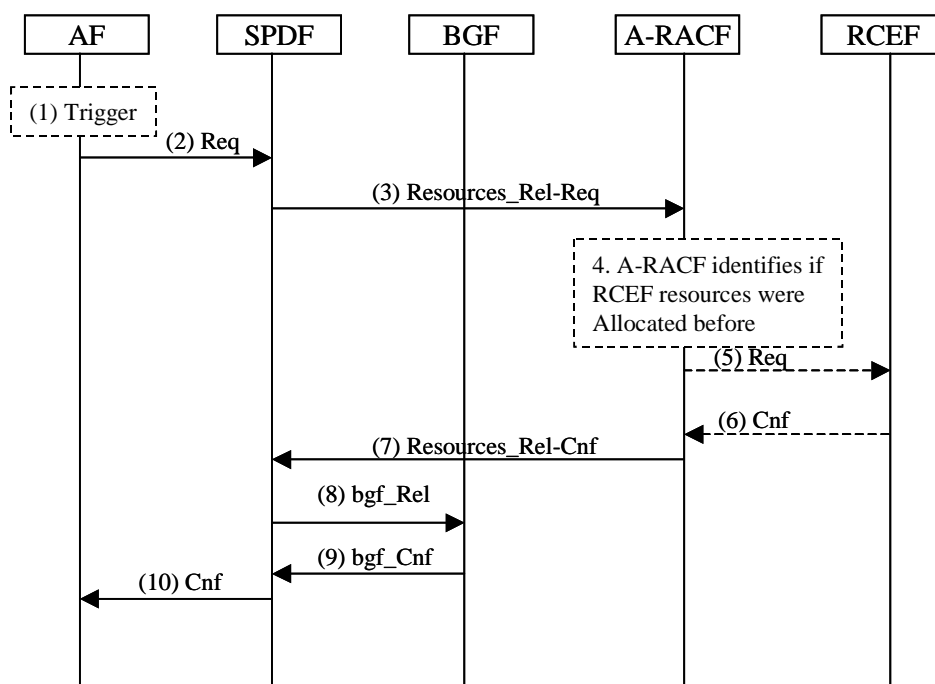 AF SPDF BGF A-RACF RCEF
(1) Trigger
(2) Req
(3) Resources_Rel-Req
4. A-RACF identifies if
RCEF resources were
Allocated before
(5) Req
(6) Cnf
(7) Resources_Rel-Cnf
(8) bgf_Rel
(9) bgf_Cnf
(10) Cnf